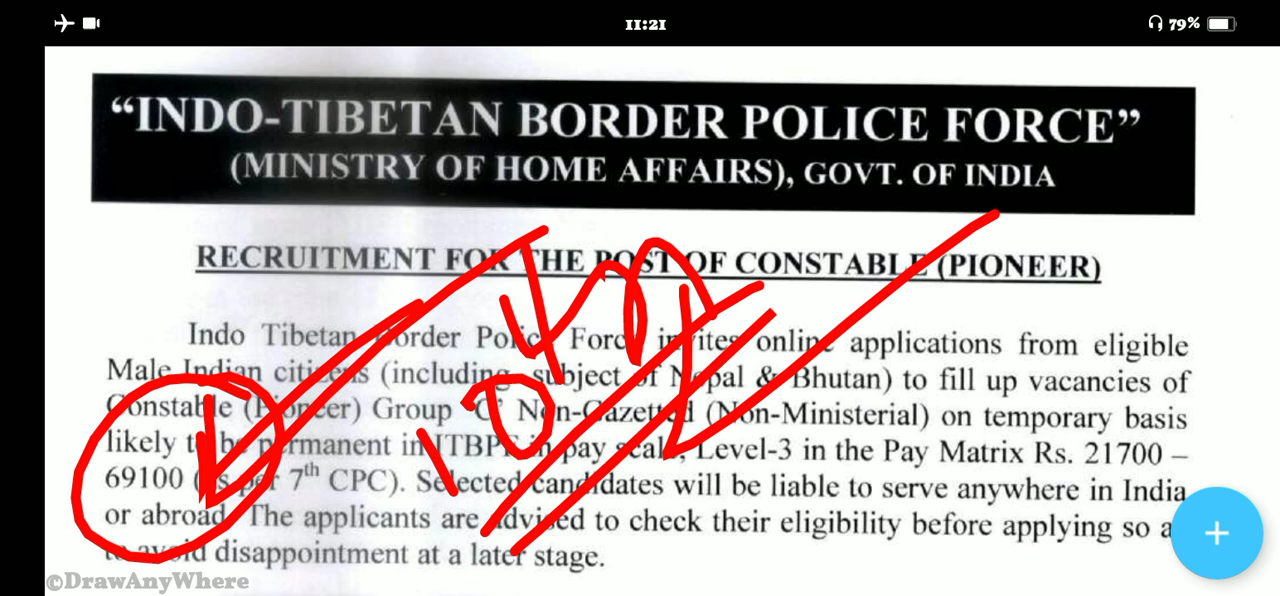 11:21 79%
“INDO-TIBETAN BORDER POLICE FORCE”
(MINISTRY OF HOME AFFAIRS), GOVT. OF INDIA
RECRUITMENT FOR THE POST OF CONSTABLE (PIONEER)
Indo Tibetan Border Police Force invites online applications from eligible
Male Indian citizens (including subject of Nepal & Bhutan) to fill up vacancies of
Constable (Pioneer) Group ‘C’ Non-Gazetted (Non-Ministerial) on temporary basis
likely to be permanent in ITBPF in pay scale, Level-3 in the Pay Matrix Rs. 21700 –
69100 (as per 7th CPC). Selected candidates will be liable to serve anywhere in India
or abroad. The applicants are advised to check their eligibility before applying so as
to avoid disappointment at a later stage.
©DrawAnyWhere